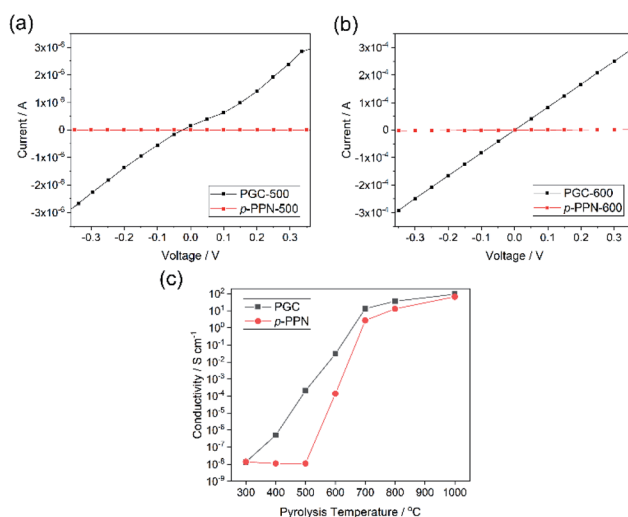 (a)
3x10⁻⁶
2x10⁻⁶
1x10⁻⁶
0
-1x10⁻⁶
-2x10⁻⁶
-3x10⁻⁶
Current / A
PGC-500
p-PPN-500
-0.3 -0.2 -0.1 0.0 0.1 0.2 0.3
Voltage / V
(b)
3x10⁻⁴
2x10⁻⁴
1x10⁻⁴
0
-1x10⁻⁴
-2x10⁻⁴
-3x10⁻⁴
Current / A
PGC-600
p-PPN-600
-0.3 -0.2 -0.1 0.0 0.1 0.2 0.3
Voltage / V
(c)
10²
10¹
10⁰
10⁻¹
10⁻²
10⁻³
10⁻⁴
10⁻⁵
10⁻⁶
10⁻⁷
10⁻⁸
10⁻⁹
Conductivity / S cm⁻¹
PGC
p-PPN
300 400 500 600 700 800 900 1000
Pyrolysis Temperature / °C